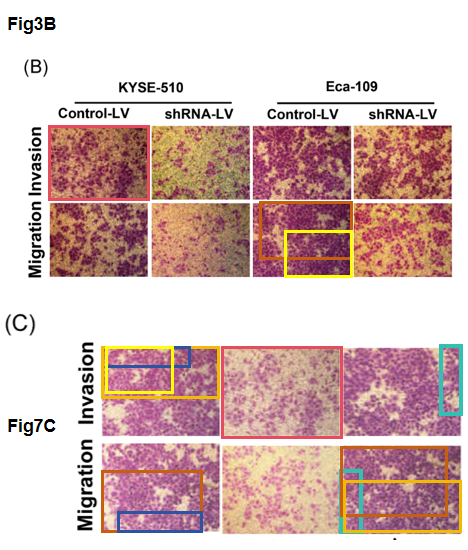 Fig3B
(B)
KYSE-510 Eca-109
Control-LV shRNA-LV Control-LV shRNA-LV
Invasion
Migration
(C)
Fig7C
Invasion
Migration